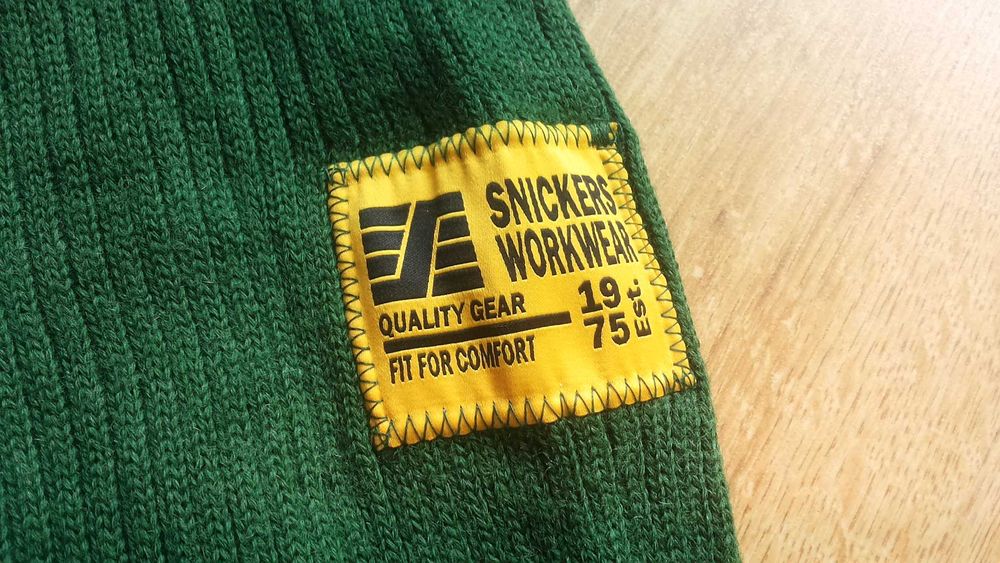 SNICKERS
WORKWEAR
QUALITY GEAR
FIT FOR COMFORT
19
75
Est.